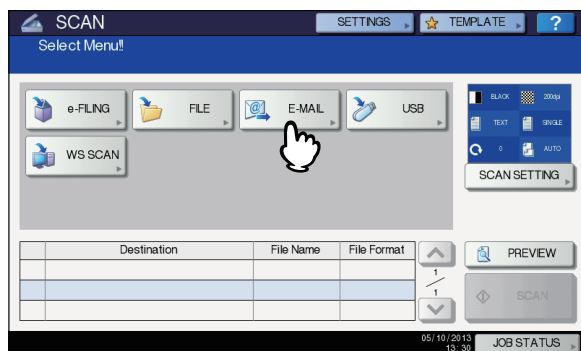 SCAN
SETTINGS
TEMPLATE
?
Select Menu!!
e-FILING
FILE
@
E-MAIL
USB
WS SCAN
BLACK
200dpi
TEXT
SINGLE
0
AUTO
SCAN SETTING
Destination
File Name
File Format
1
1
PREVIEW
SCAN
05/10/2013
13:30
JOB STATUS